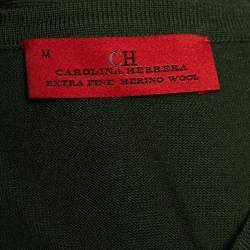 M
CH
CAROLINA HERRERA
EXTRA FINE MERINO WOOL